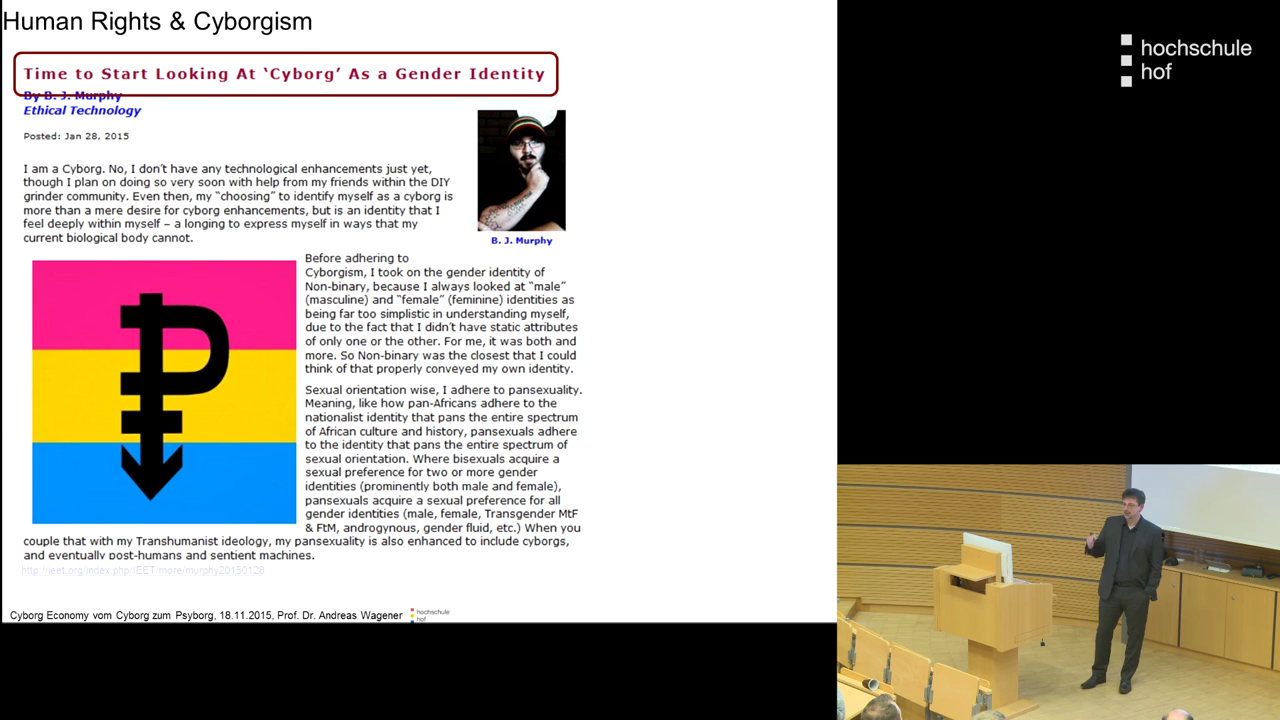 Human Rights & Cyborgism
hochschule
hof
Time to Start Looking At ‘Cyborg’ As a Gender Identity
By B. J. Murphy
Ethical Technology
Posted: Jan 28, 2015
I am a Cyborg. No, I don’t have any technological enhancements just yet,
though I plan on doing so very soon with help from my friends within the DIY
grinder community. Even then, my “choosing” to identify myself as a cyborg is
more than a mere desire for cyborg enhancements, but is an identity that I
feel deeply within myself – a longing to express myself in ways that my
current biological body cannot.
B. J. Murphy
Before adhering to
Cyborgism, I took on the gender identity of
Non-binary, because I always looked at “male”
(masculine) and “female” (feminine) identities as
being far too simplistic in understanding myself,
due to the fact that I didn’t have static attributes
of only one or the other. For me, it was both and
more. So Non-binary was the closest that I could
think of that properly conveyed my own identity.
Sexual orientation wise, I adhere to pansexuality.
Meaning, like how pan-Africans adhere to the
nationalist identity that pans the entire spectrum
of African culture and history, pansexuals adhere
to the identity that pans the entire spectrum of
sexual orientation. Where bisexuals acquire a
sexual preference for two or more gender
identities (prominently both male and female),
pansexuals acquire a sexual preference for all
gender identities (male, female, Transgender MtF
& FtM, androgynous, gender fluid, etc.) When you
couple that with my Transhumanist ideology, my pansexuality is also enhanced to include cyborgs,
and eventually post-humans and sentient machines.
http://ieet.org/index.php/IEET/more/murphy20150128
Cyborg Economy vom Cyborg zum Psyborg, 18.11.2015, Prof. Dr. Andreas Wagener
hochschule
hof